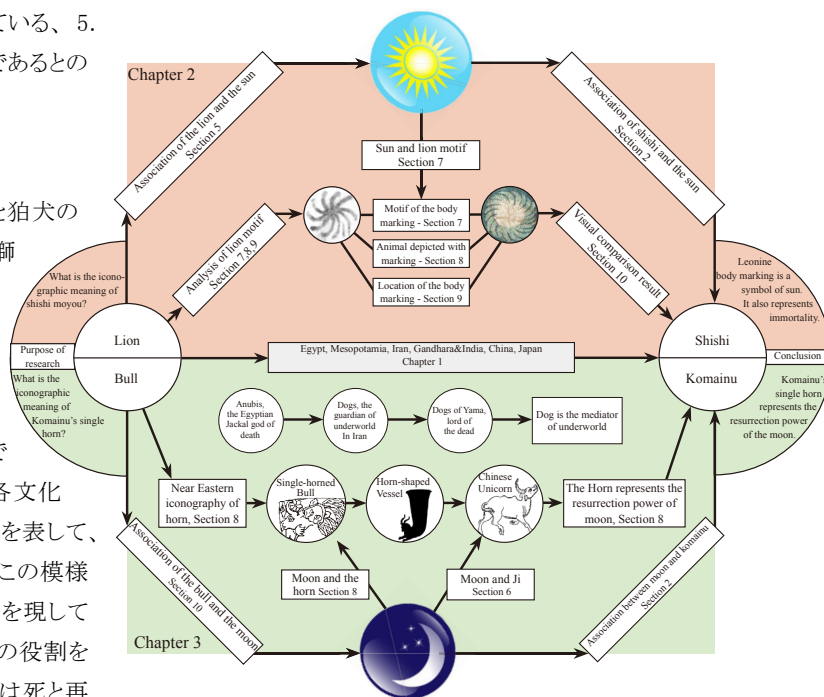 ている、5.
であるとの
と狛犬の
獅
で
各文化
を表して、
この模様
を現して
の役割を
は死と再
Chapter 2
Association of the lion and the sun
Section 5
Association of shishi and the sun
Section 2
Sun and lion motif
Section 7
Analysis of lion motif
Section 7,8,9
Motif of the body
marking - Section 7
Animal depicted with
marking - Section 8
Location of the body
marking - Section 9
Visual comparison result
Section 10
What is the icono-
graphic meaning of
shishi moyou?
Purpose of
research
What is the
iconographic
meaning of
Komainu's single
horn?
Lion
Bull
Egypt, Mesopotamia, Iran, Gandhara&India, China, Japan
Chapter 1
Shishi
Komainu
Leonine
body marking is a
symbol of sun.
It also represents
immortality.
Conclusion
Komainu's
single horn
represents the
resurrection power
of the moon.
Anubis,
the Egyptian
Jackal god of
death
Dogs, the
guardian of
underworld
In Iran
Dogs of Yama,
lord of
the dead
Dog is the mediator
of underworld
Near Eastern
iconography of
horn, Section 8
Single-horned
Bull
Horn-shaped
Vessel
Chinese
Unicorn
The Horn represents the
resurrection power of
moon, Section 8
Moon and the
horn Section 8
Moon and Ji
Section 6
Association of the bull and the moon
Section 10
Association between moon and komainu
Section 2
Chapter 3